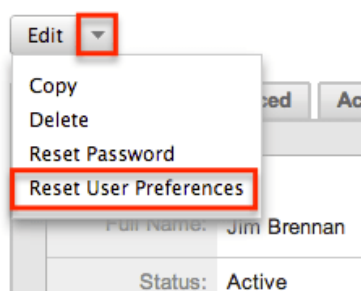 Edit
Copy
Delete
Reset Password
Reset User Preferences
Full Name: Jim Brennan
Status: Active